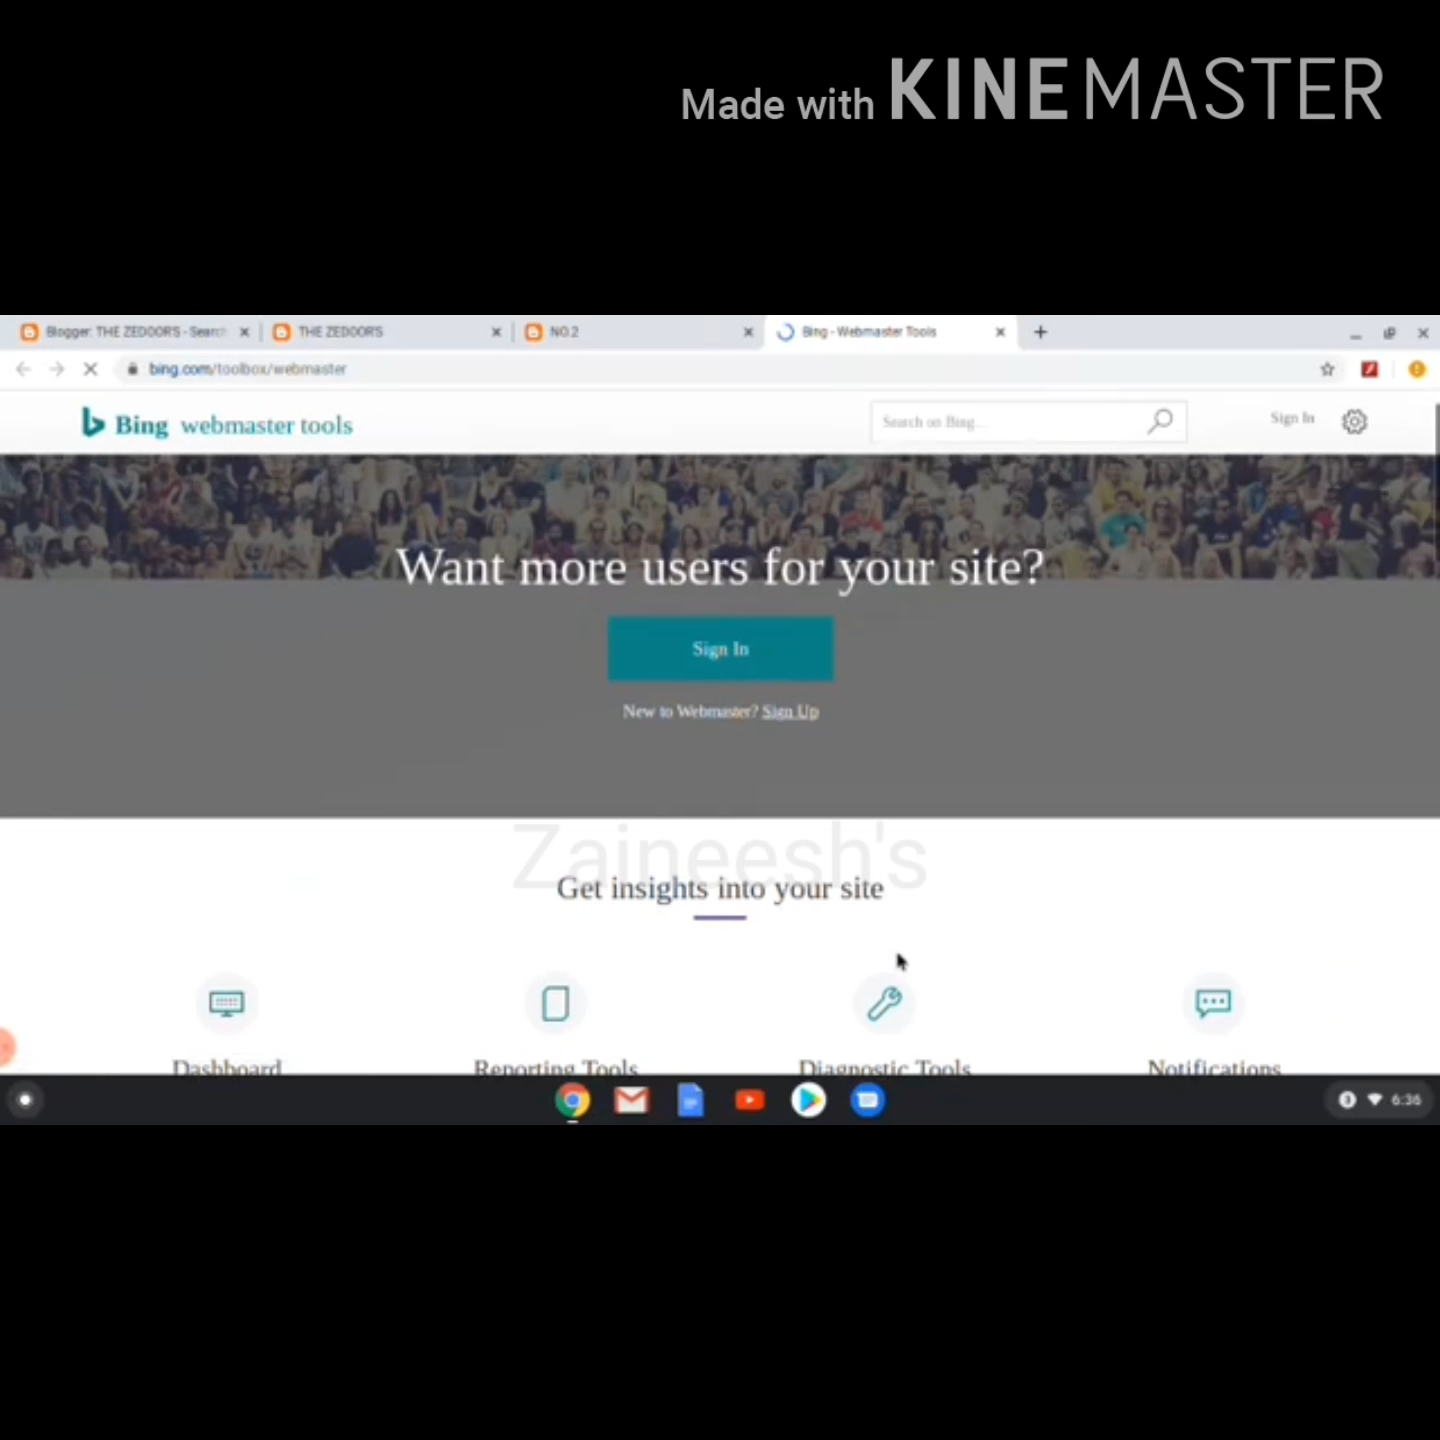 Made with KINEMASTER
Blogger: THE ZEDOORS - Search
THE ZEDOORS
NO.2
Bing - Webmaster Tools
bing.com/toolbox/webmaster
Bing webmaster tools
Search on Bing...
Sign In
Want more users for your site?
Sign In
New to Webmaster? Sign Up
Zaineesh's
Get insights into your site
Dashboard
Reporting Tools
Diagnostic Tools
Notifications
6:36